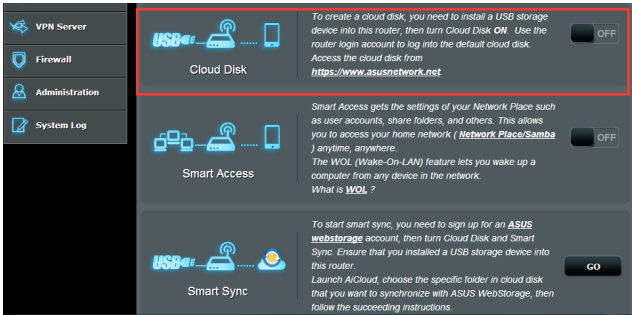 VPN Server
Firewall
Administration
System Log
To create a cloud disk, you need to install a USB storage
device into this router, then turn Cloud Disk ON. Use the
router login account to log into the default cloud disk.
Access the cloud disk from
https://www.asusnetwork.net.
USB
Cloud Disk
OFF
Smart Access gets the settings of your Network Place such
as user accounts, share folders, and others. This allows
you to access your home network ( Network Place/Samba
) anytime, anywhere.
The WOL (Wake-On-LAN) feature lets you wake up a
computer from any device in the network.
What is WOL ?
Smart Access
OFF
To start smart sync, you need to sign up for an ASUS
webstorage account, then turn Cloud Disk and Smart
Sync. Ensure that you installed a USB storage device into
this router.
Launch AiCloud, choose the specific folder in cloud disk
that you want to synchronize with ASUS WebStorage, then
follow the succeeding instructions.
USB
Smart Sync
GO